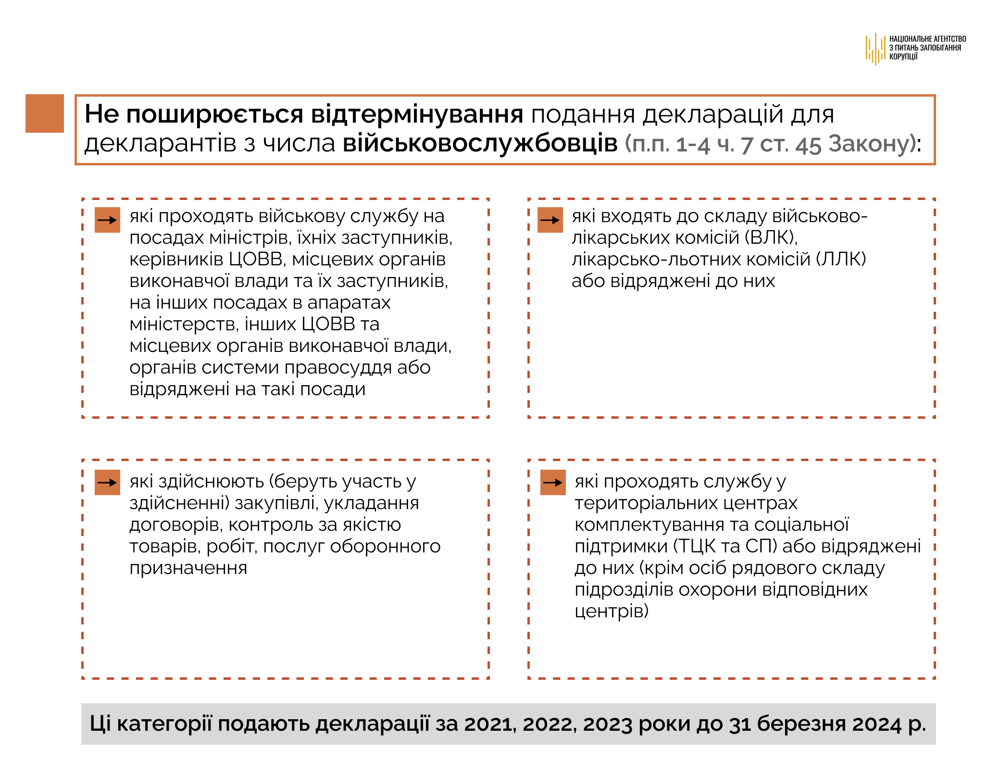 НАЦІОНАЛЬНЕ АГЕНТСТВО
З ПИТАНЬ ЗАПОБІГАННЯ
КОРУПЦІЇ
Не поширюється відтермінування подання декларацій для
декларантів з числа військовослужбовців (п.п. 1-4 ч. 7 ст. 45 Закону):
які проходять військову службу на
посадах міністрів, їхніх заступників,
керівників ЦОВВ, місцевих органів
виконавчої влади та їх заступників,
на інших посадах в апаратах
міністерств, інших ЦОВВ та
місцевих органів виконавчої влади,
органів системи правосуддя або
відряджені на такі посади
які входять до складу військово-
лікарських комісій (ВЛК),
лікарсько-льотних комісій (ЛЛК)
або відряджені до них
які здійснюють (беруть участь у
здійсненні) закупівлі, укладання
договорів, контроль за якістю
товарів, робіт, послуг оборонного
призначення
які проходять службу у
територіальних центрах
комплектування та соціальної
підтримки (ТЦК та СП) або відряджені
до них (крім осіб рядового складу
підрозділів охорони відповідних
центрів)
Ці категорії подають декларації за 2021, 2022, 2023 роки до 31 березня 2024 р.